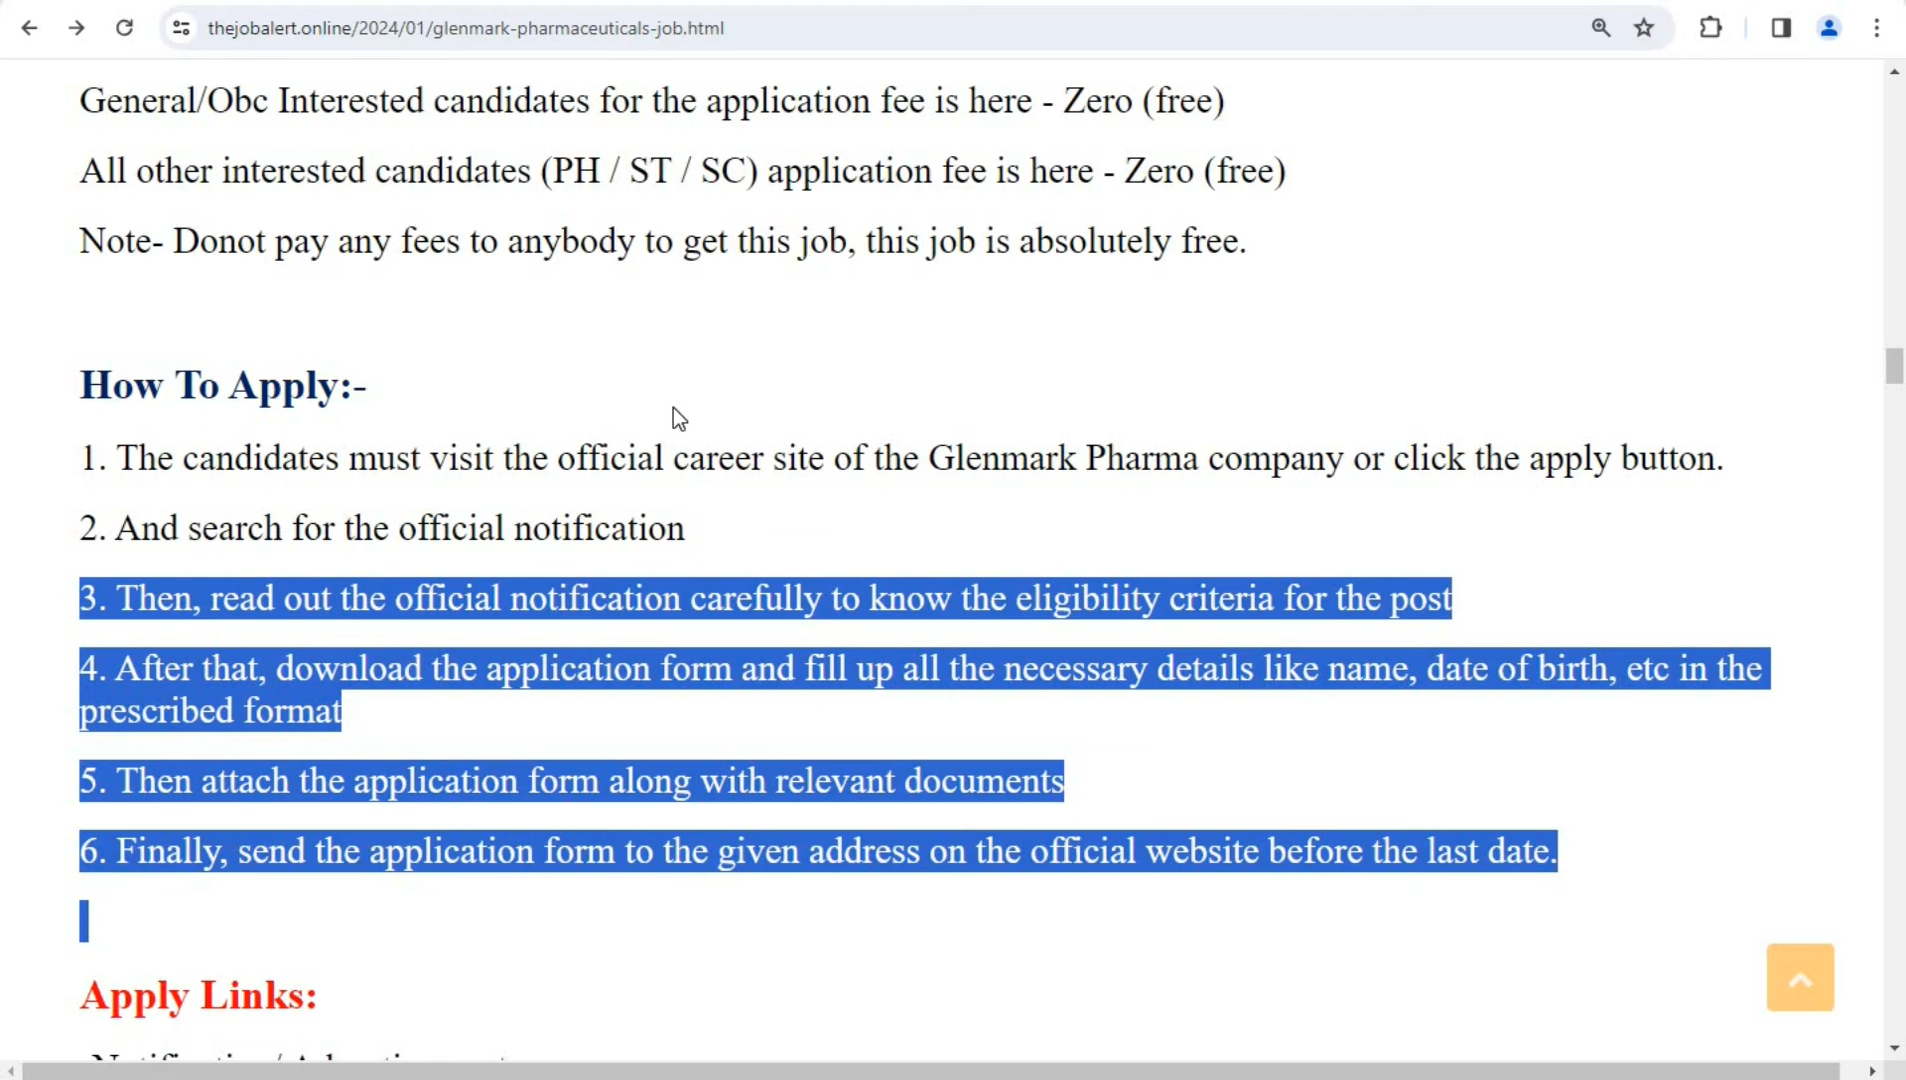 thejobalert.online/2024/01/glenmark-pharmaceuticals-job.html
General/Obc Interested candidates for the application fee is here - Zero (free)
All other interested candidates (PH / ST / SC) application fee is here - Zero (free)
Note- Donot pay any fees to anybody to get this job, this job is absolutely free.
How To Apply:-
1. The candidates must visit the official career site of the Glenmark Pharma company or click the apply button.
2. And search for the official notification
3. Then, read out the official notification carefully to know the eligibility criteria for the post
4. After that, download the application form and fill up all the necessary details like name, date of birth, etc in the
prescribed format
5. Then attach the application form along with relevant documents
6. Finally, send the application form to the given address on the official website before the last date.
Apply Links: